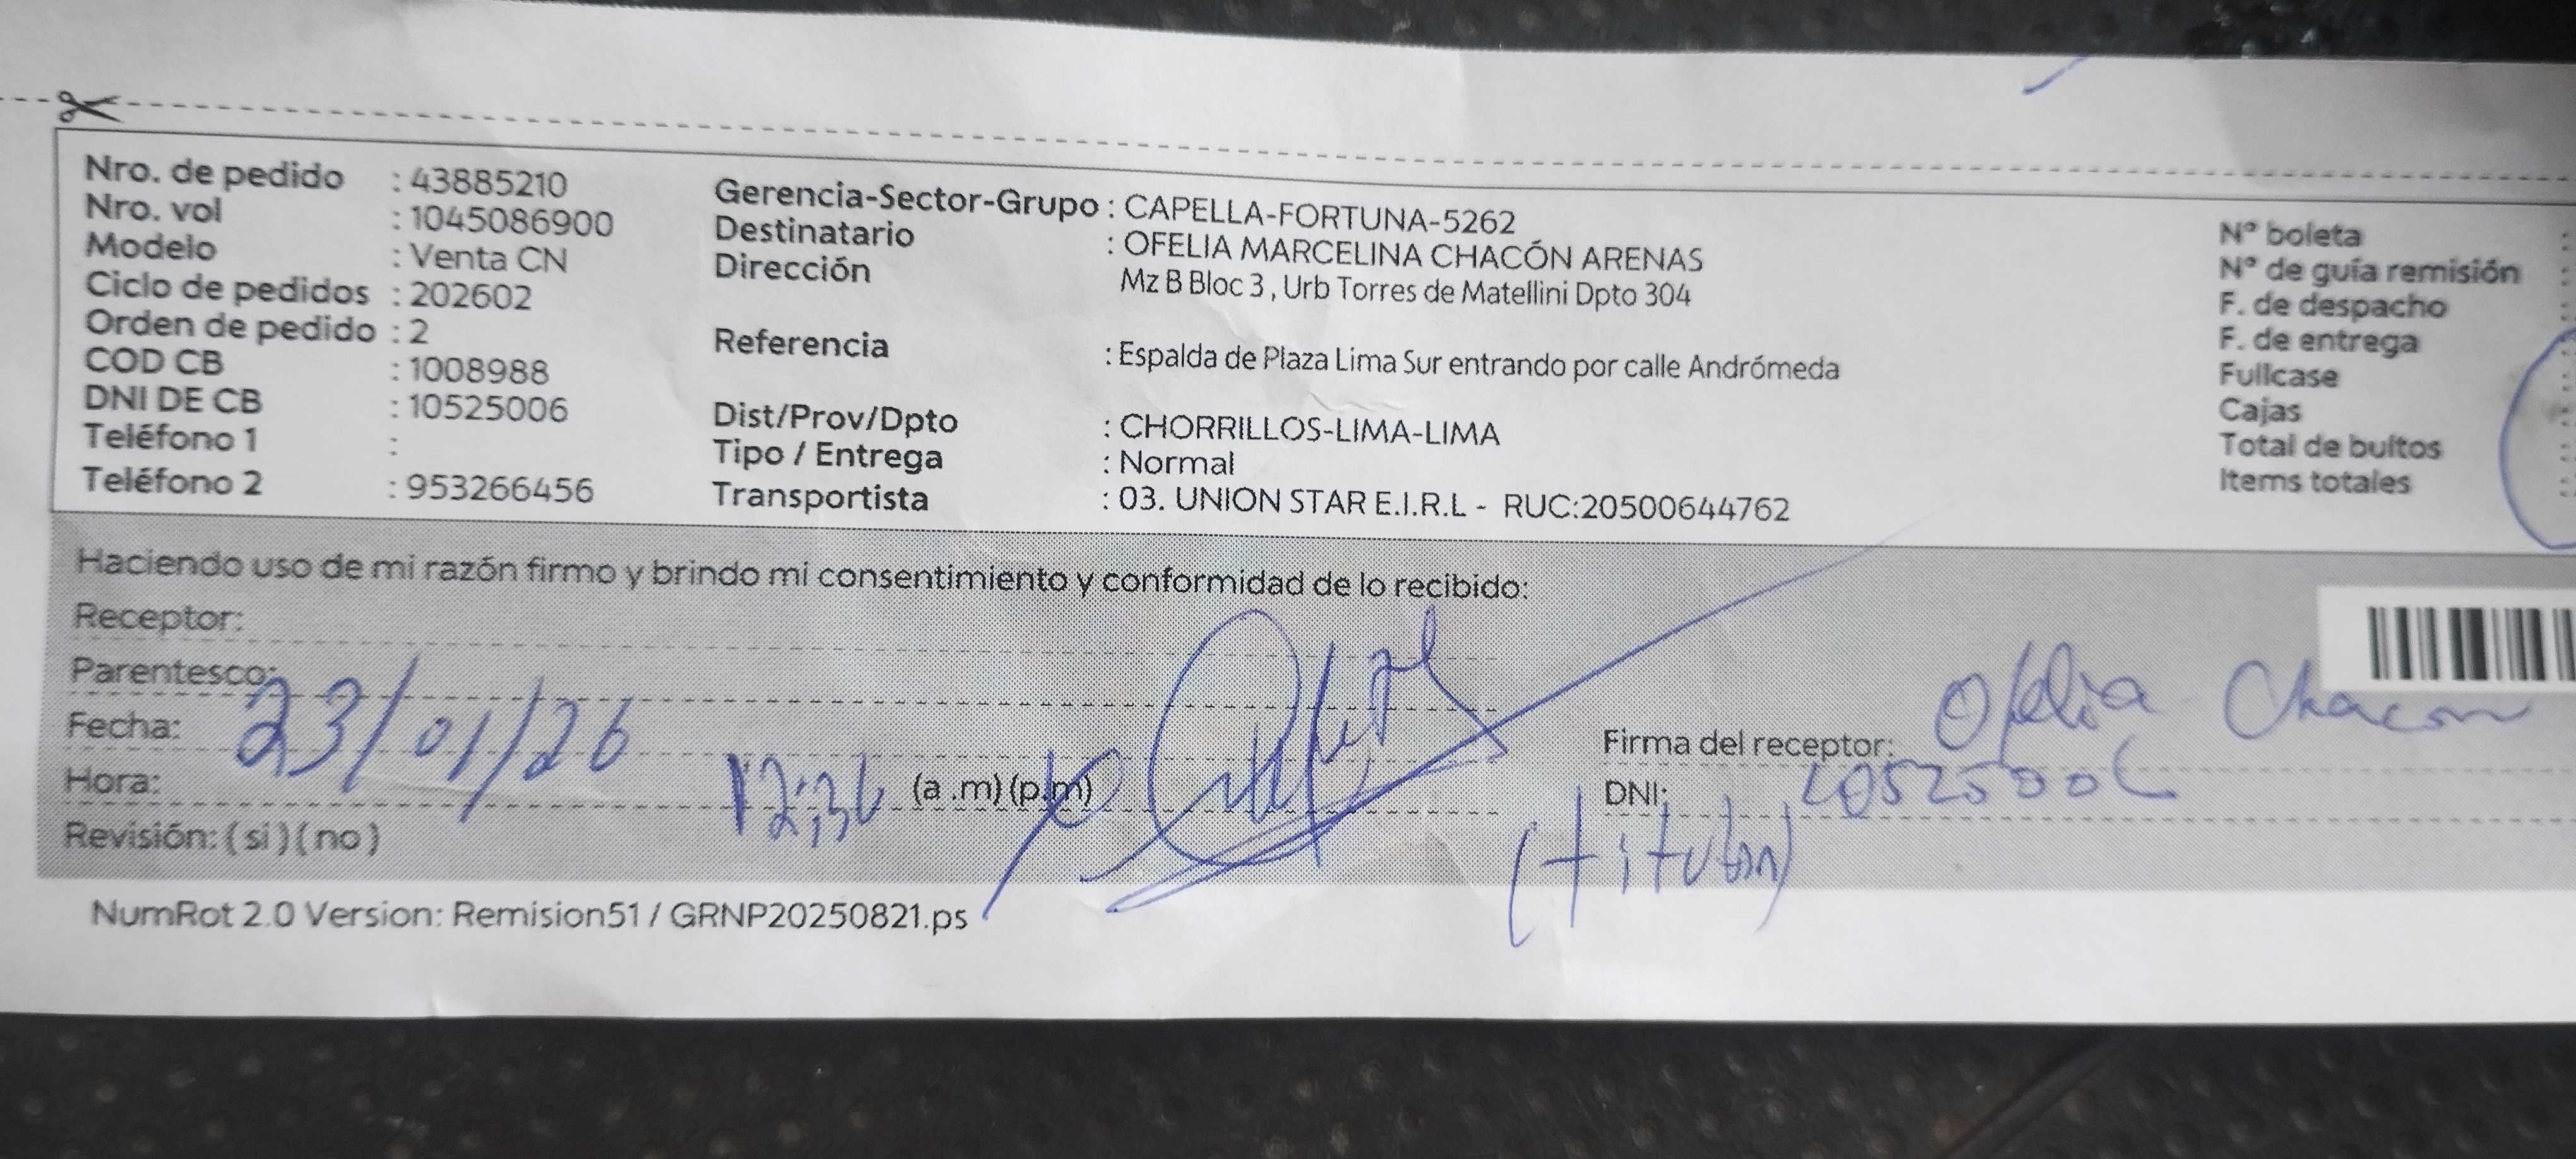 Nro. de pedido : 43885210
Nro. vol : 1045086900
Modelo : Venta CN
Ciclo de pedidos : 202602
Orden de pedido : 2
COD CB : 1008988
DNI DE CB : 10525006
Teléfono 1 :
Teléfono 2 : 953266456
Gerencia-Sector-Grupo : CAPELLA-FORTUNA-5262
Destinatario : OFELIA MARCELINA CHACÓN ARENAS
Dirección Mz B Bloc 3 , Urb Torres de Matellini Dpto 304
Referencia : Espalda de Plaza Lima Sur entrando por calle Andrómeda
Dist/Prov/Dpto : CHORRILLOS-LIMA-LIMA
Tipo / Entrega : Normal
Transportista : 03. UNION STAR E.I.R.L - RUC:20500644762
N° boleta :
N° de guía remisión :
F. de despacho :
F. de entrega :
Fullcase :
Cajas :
Total de bultos :
Items totales :
Haciendo uso de mi razón firmo y brindo mi consentimiento y conformidad de lo recibido:
Receptor:
Parentesco:
Fecha: 23/01/26
Hora: 12:36 (a .m) (p.m)
Revisión: ( si ) ( no )
Firma del receptor: Ofelia Chacon
DNI: 10525006
(titular)
NumRot 2.0 Version: Remision51 / GRNP20250821.ps